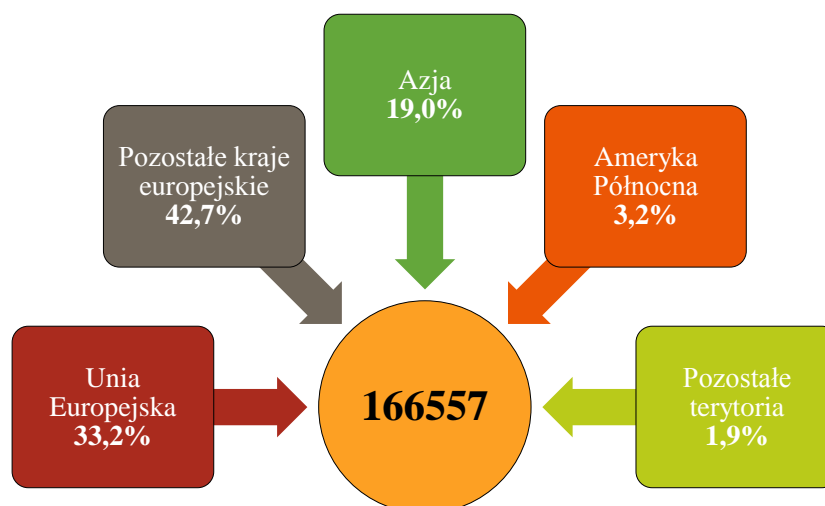 Azja
19,0%
Pozostałe kraje
europejskie
42,7%
Ameryka
Północna
3,2%
Unia
Europejska
33,2%
166557
Pozostałe
terytoria
1,9%